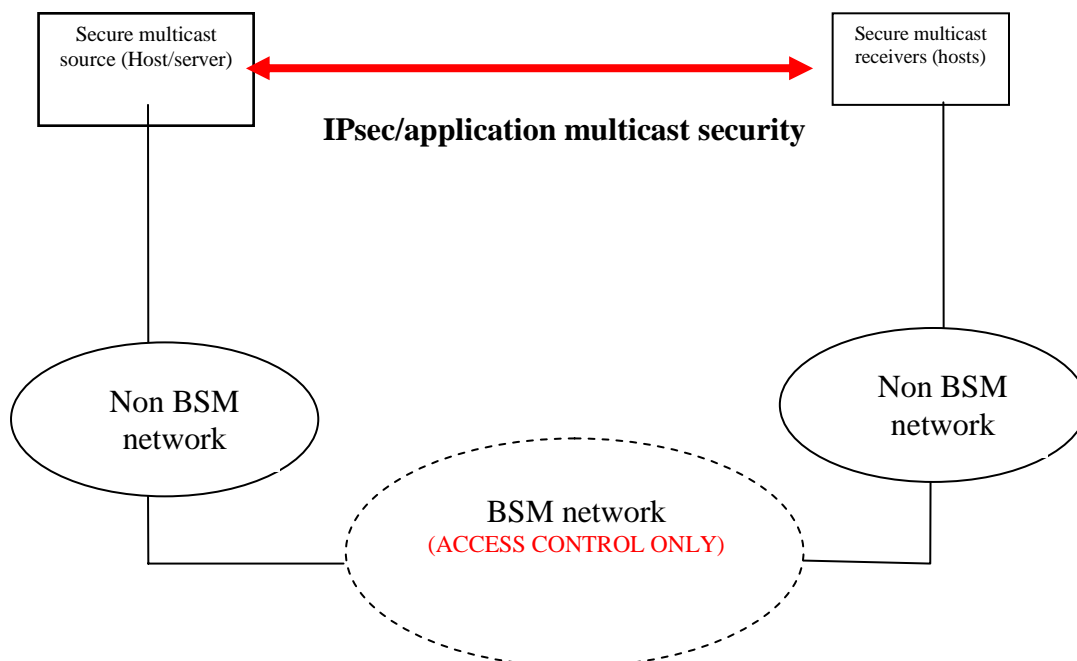 Secure multicast
source (Host/server)
Secure multicast
receivers (hosts)
IPsec/application multicast security
Non BSM
network
Non BSM
network
BSM network
(ACCESS CONTROL ONLY)